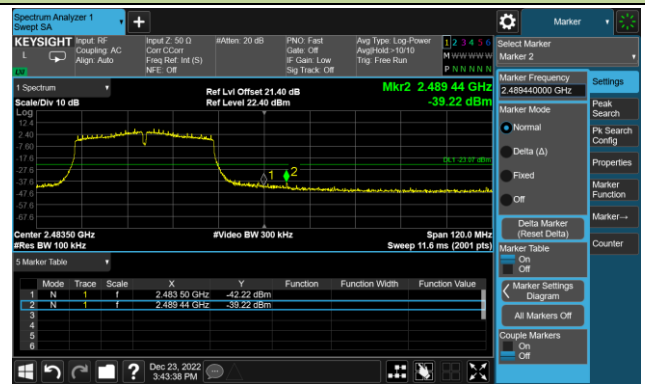 Spectrum Analyzer 1
Swept SA
KEYSIGHT
L
Input: RF
Coupling: AC
Align: Auto
Input Z: 50 Ω
Corr CCorr
Freq Ref: Int (S)
NFE: Off
#Atten: 20 dB
PNO: Fast
Gate: Off
IF Gain: Low
Sig Track: Off
Avg Type: Log-Power
Avg|Hold:>10/10
Trig: Free Run
1 2 3 4 5 6
M W W W W W
P N N N N N
1 Spectrum
Scale/Div 10 dB
Log
Ref Lvl Offset 21.40 dB
Ref Level 22.40 dBm
Mkr2 2.489 44 GHz
-39.22 dBm
12.4
2.40
-7.60
-17.6
-27.6
-37.6
-47.6
-57.6
-67.6
DL1 -23.07 dBm
1
2
Center 2.48350 GHz
#Res BW 100 kHz
#Video BW 300 kHz
Span 120.0 MHz
Sweep 11.6 ms (2001 pts)
5 Marker Table
Mode Trace Scale X Y Function Function Width Function Value
1 N 1 f 2.483 50 GHz -42.22 dBm
2 N 1 f 2.489 44 GHz -39.22 dBm
3
4
5
6
Dec 23, 2022
3:43:38 PM
Marker
Select Marker
Marker 2
Marker Frequency
2.489440000 GHz
Marker Mode
Normal
Delta (Δ)
Fixed
Off
Delta Marker
(Reset Delta)
Marker Table
On
Off
Marker Settings
Diagram
All Markers Off
Couple Markers
On
Off
Settings
Peak
Search
Pk Search
Config
Properties
Marker
Function
Marker→
Counter